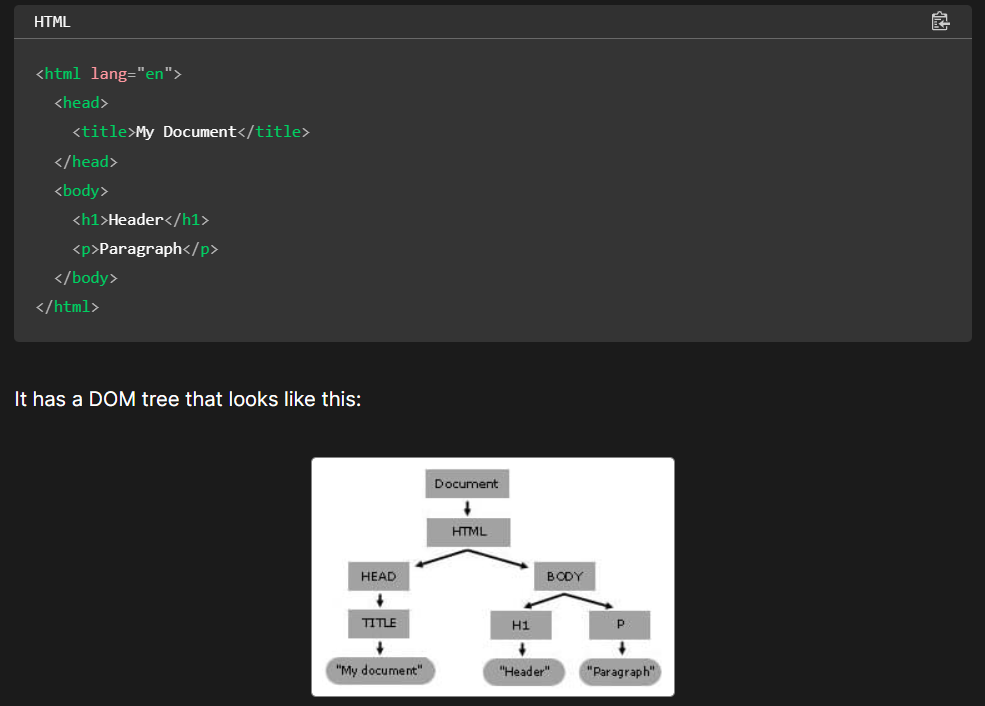 HTML
<html lang="en">
<head>
<title>My Document</title>
</head>
<body>
<h1>Header</h1>
<p>Paragraph</p>
</body>
</html>
It has a DOM tree that looks like this:
Document
HTML
HEAD BODY
TITLE H1 P
"My document" "Header" "Paragraph"